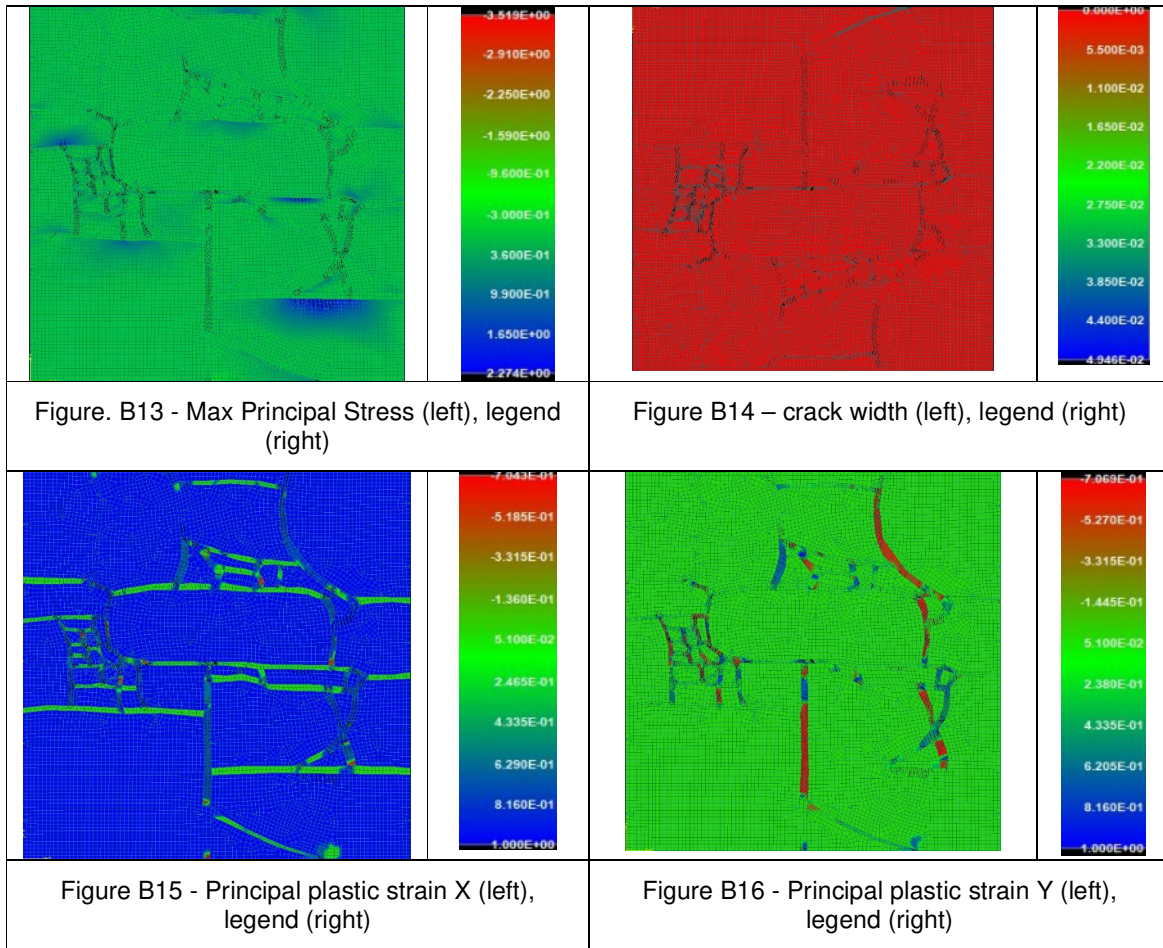 -3.519E+00
-2.910E+00
-2.250E+00
-1.590E+00
-9.600E-01
-3.000E-01
3.600E-01
9.900E-01
1.650E+00
2.274E+00
0.000E+00
5.500E-03
1.100E-02
1.650E-02
2.200E-02
2.750E-02
3.300E-02
3.850E-02
4.400E-02
4.946E-02
Figure. B13 - Max Principal Stress (left), legend
(right)
Figure B14 – crack width (left), legend (right)
-7.043E-01
-5.185E-01
-3.315E-01
-1.360E-01
5.100E-02
2.465E-01
4.335E-01
6.290E-01
8.160E-01
1.000E+00
-7.069E-01
-5.270E-01
-3.315E-01
-1.445E-01
5.100E-02
2.380E-01
4.335E-01
6.205E-01
8.160E-01
1.000E+00
Figure B15 - Principal plastic strain X (left),
legend (right)
Figure B16 - Principal plastic strain Y (left),
legend (right)